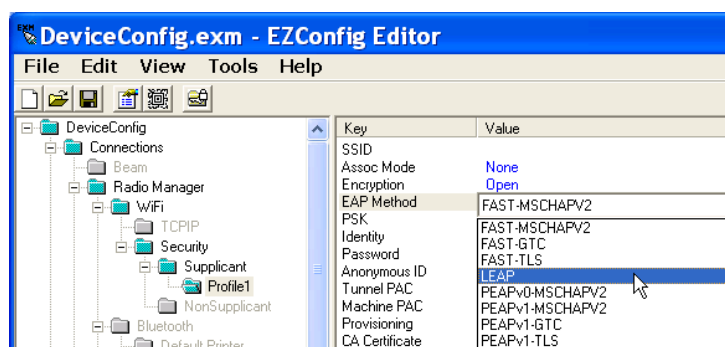 DeviceConfig.exm - EZConfig Editor
File Edit View Tools Help
DeviceConfig
Connections
Beam
Radio Manager
WiFi
TCPIP
Security
Supplicant
Profile1
NonSupplicant
Bluetooth
Default Printer
Key Value
SSID
Assoc Mode None
Encryption Open
EAP Method FAST-MSCHAPV2
PSK
Identity
Password
Anonymous ID
Tunnel PAC
Machine PAC
Provisioning
CA Certificate
FAST-MSCHAPV2
FAST-GTC
FAST-TLS
LEAP
PEAPv0-MSCHAPV2
PEAPv1-MSCHAPV2
PEAPv1-GTC
PEAPv1-TLS